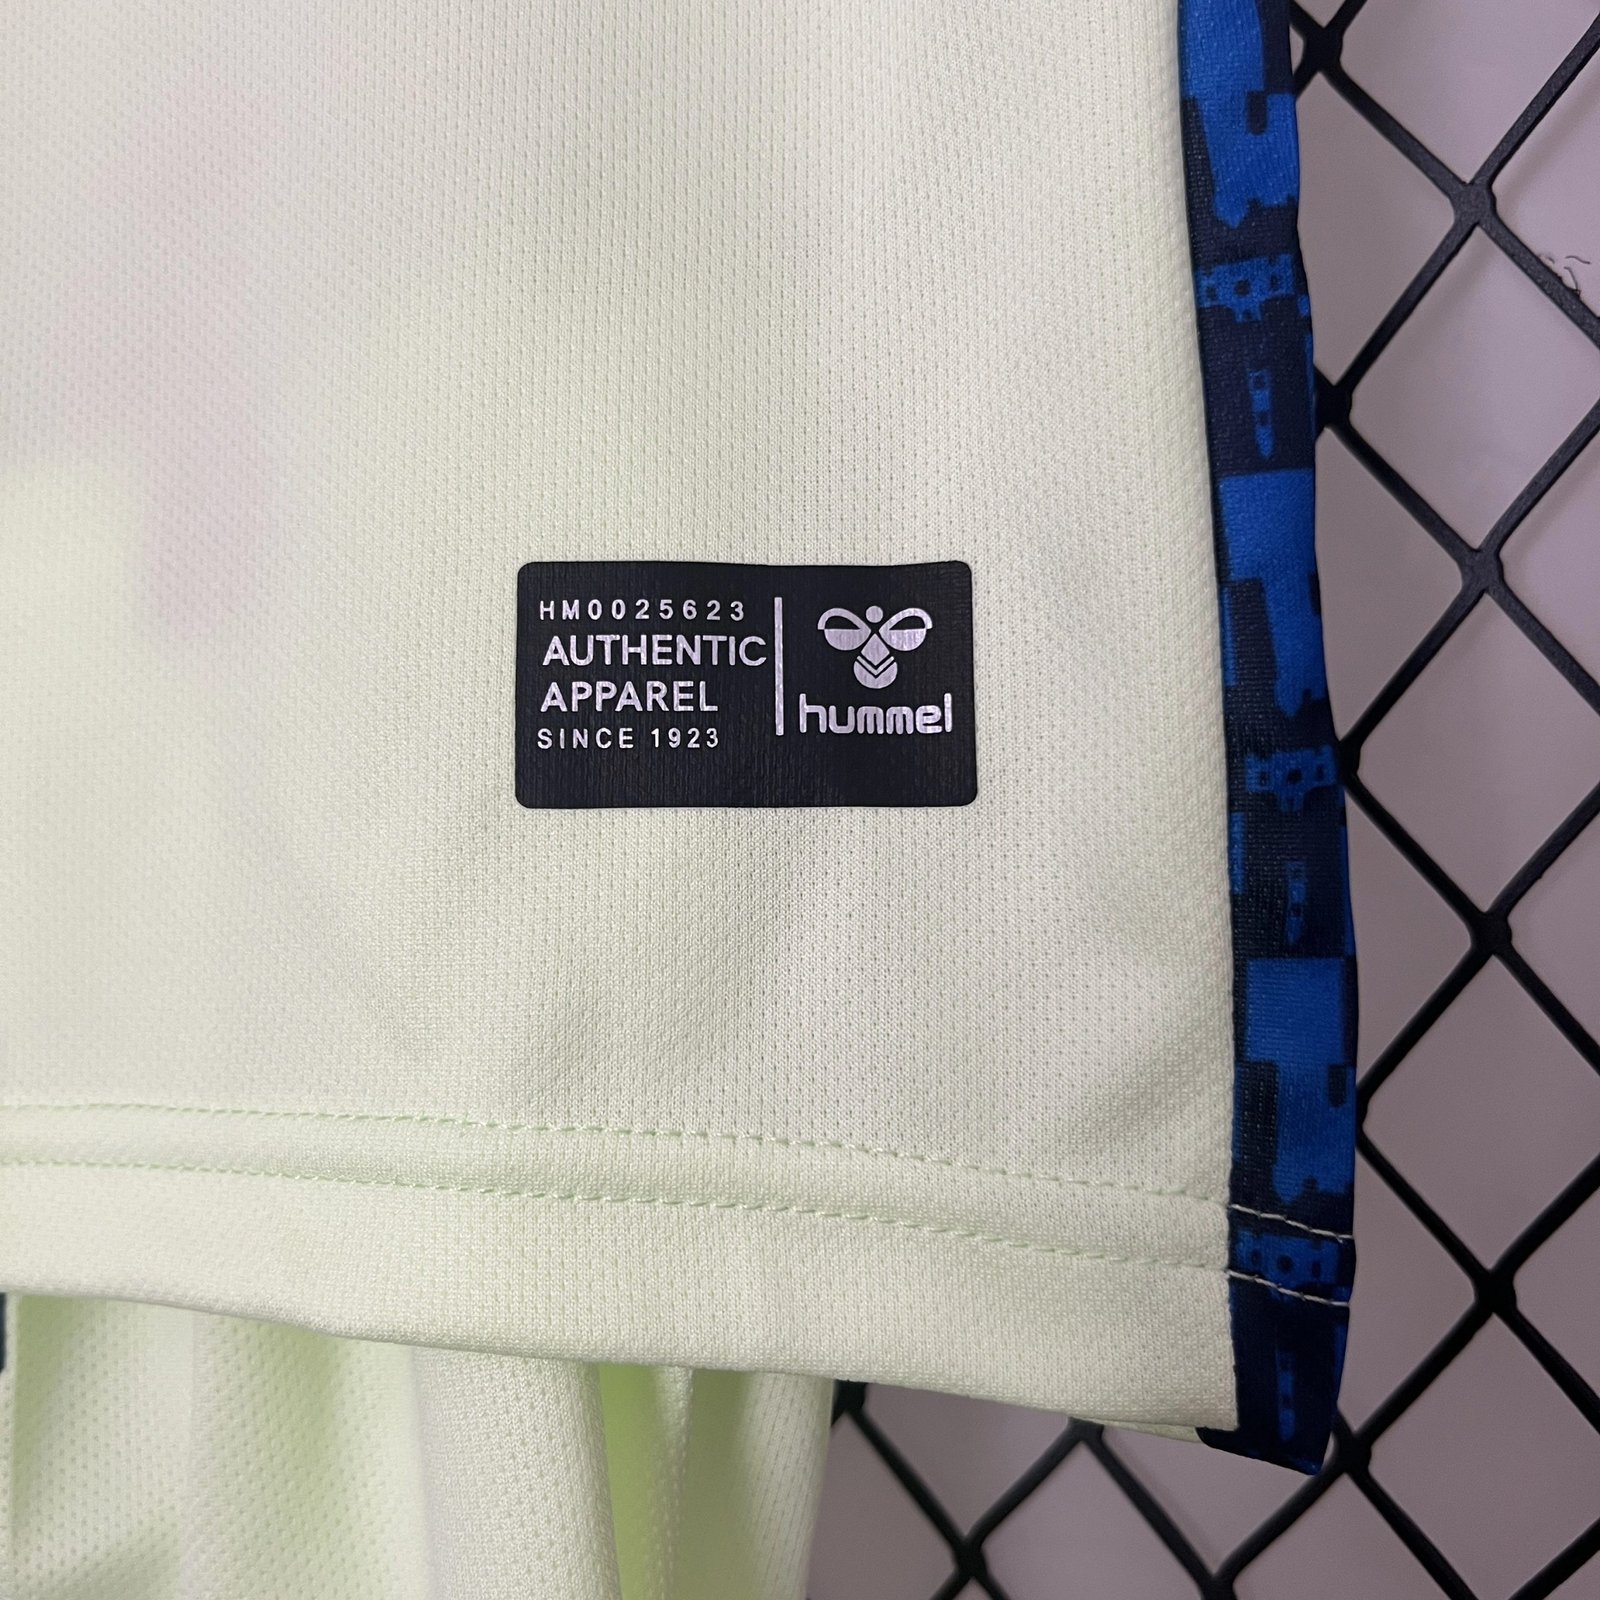 HM0025623
AUTHENTIC
APPAREL
SINCE 1923
hummel